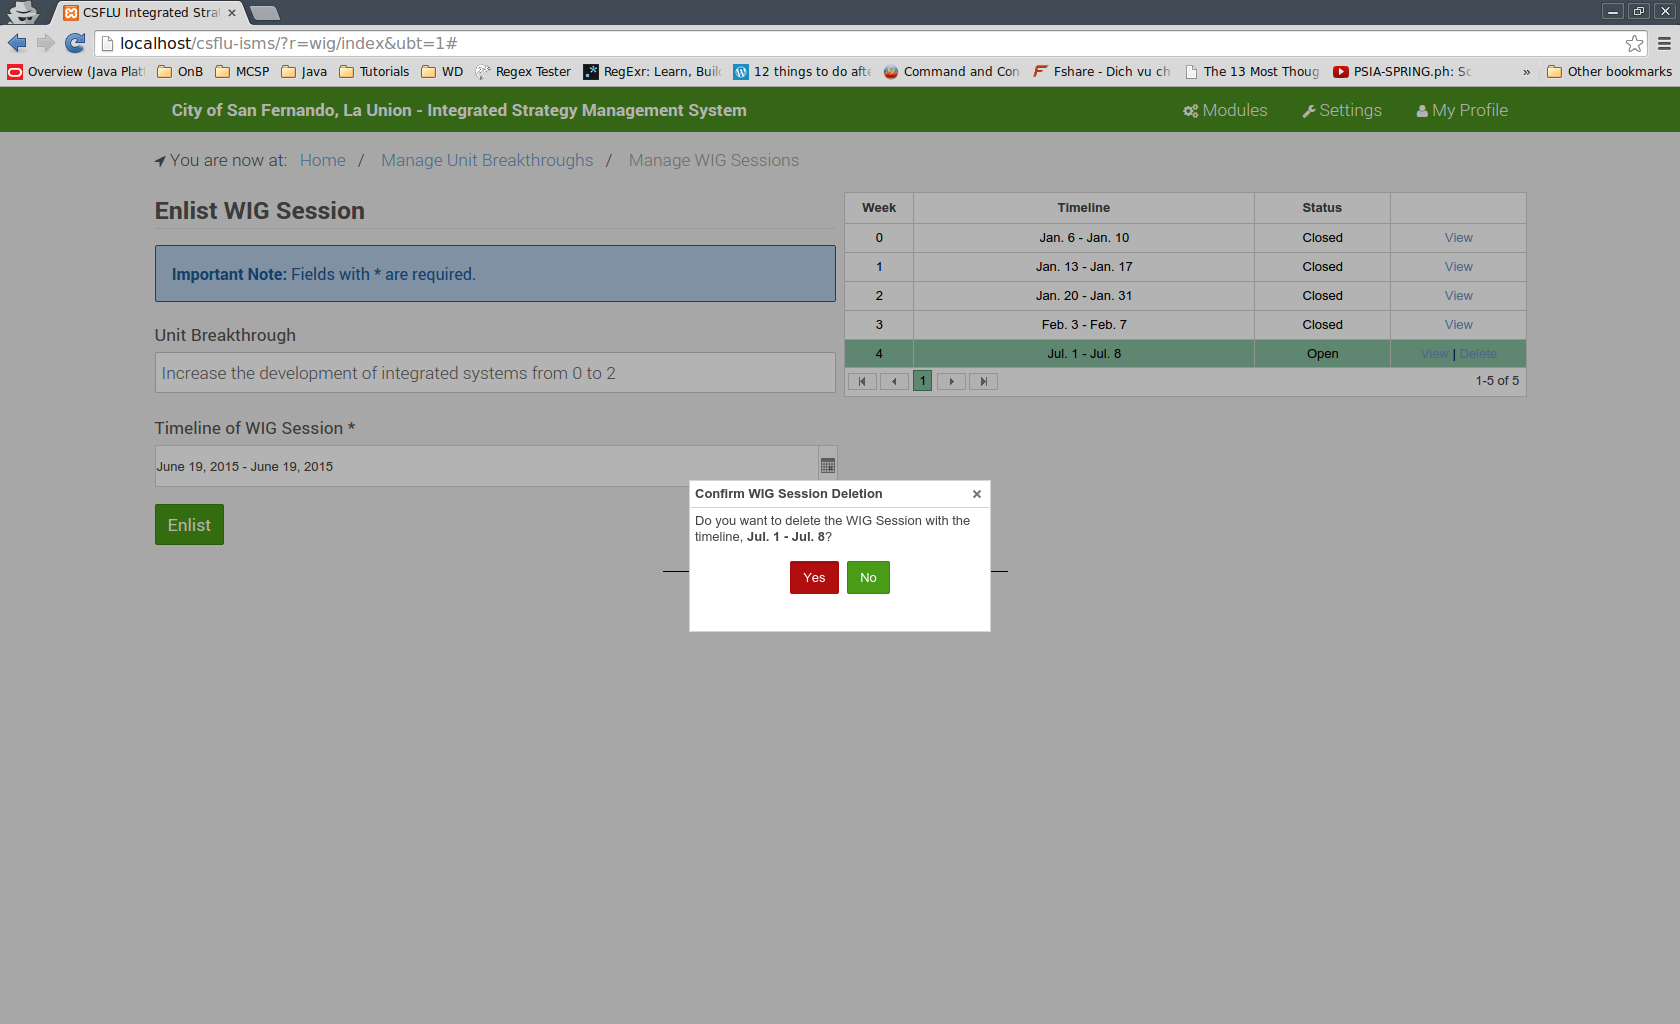 CSFLU Integrated Stra
localhost/csflu-isms/?r=wig/index&ubt=1#
Overview (Java Plat OnB MCSP Java Tutorials WD Regex Tester RegExr: Learn, Buil 12 things to do afte Command and Con Fshare - Dich vu ch The 13 Most Thoug PSIA-SPRING.ph: Sc » Other bookmarks
City of San Fernando, La Union - Integrated Strategy Management System Modules Settings My Profile
You are now at: Home / Manage Unit Breakthroughs / Manage WIG Sessions
Enlist WIG Session
Important Note: Fields with * are required.
Unit Breakthrough
Increase the development of integrated systems from 0 to 2
Timeline of WIG Session *
June 19, 2015 - June 19, 2015
Enlist
Week Timeline Status
0 Jan. 6 - Jan. 10 Closed View
1 Jan. 13 - Jan. 17 Closed View
2 Jan. 20 - Jan. 31 Closed View
3 Feb. 3 - Feb. 7 Closed View
4 Jul. 1 - Jul. 8 Open View | Delete
1 1-5 of 5
Confirm WIG Session Deletion
Do you want to delete the WIG Session with the
timeline, Jul. 1 - Jul. 8?
Yes No